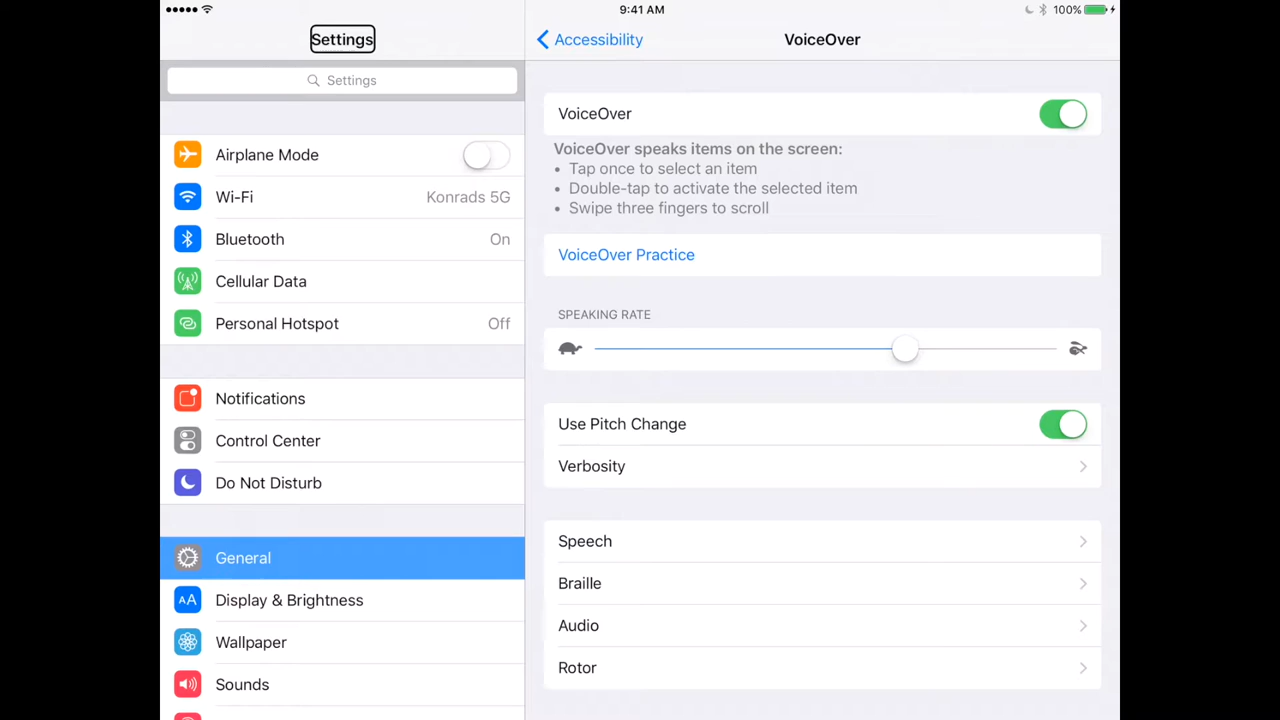 9:41 AM
100%
Settings
Settings
Airplane Mode
Wi-Fi Konrads 5G
Bluetooth On
Cellular Data
Personal Hotspot Off
Notifications
Control Center
Do Not Disturb
General
AA Display & Brightness
Wallpaper
Sounds
Accessibility
VoiceOver
VoiceOver
VoiceOver speaks items on the screen:
• Tap once to select an item
• Double-tap to activate the selected item
• Swipe three fingers to scroll
VoiceOver Practice
SPEAKING RATE
Use Pitch Change
Verbosity
Speech
Braille
Audio
Rotor